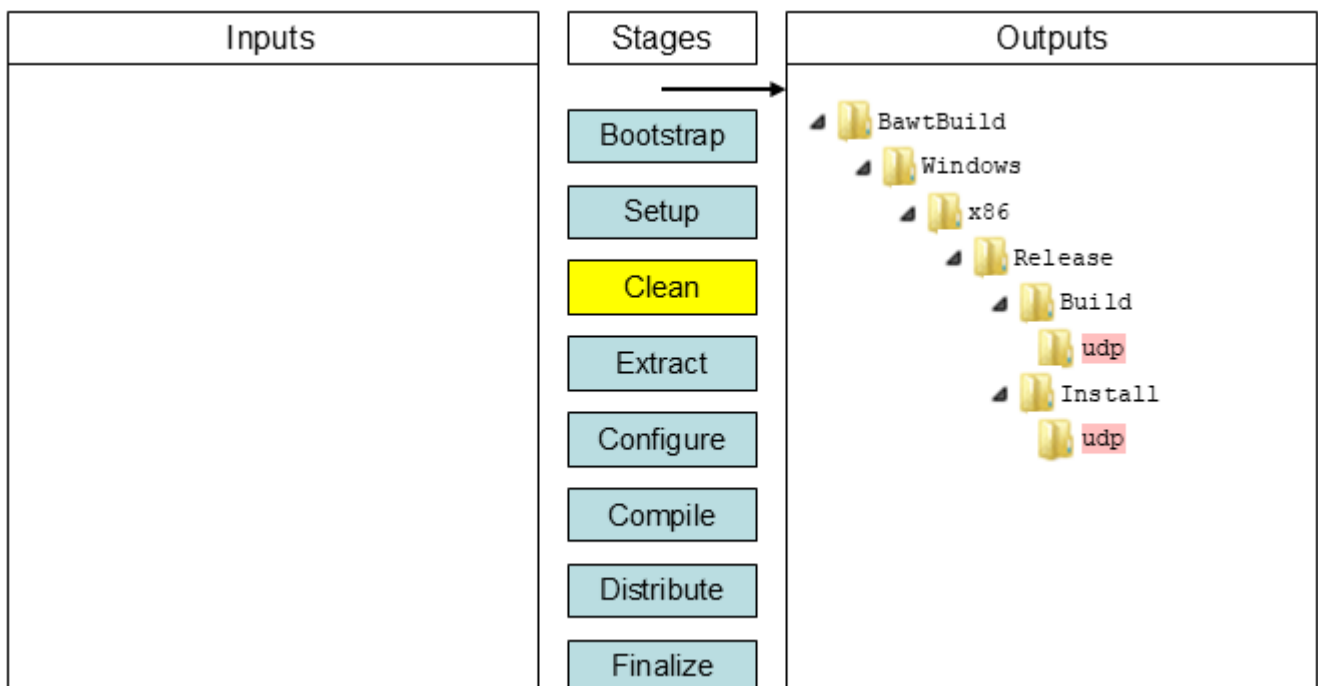 Inputs
Stages
Outputs
Bootstrap
Setup
Clean
Extract
Configure
Compile
Distribute
Finalize
BawtBuild
Windows
x86
Release
Build
udp
Install
udp